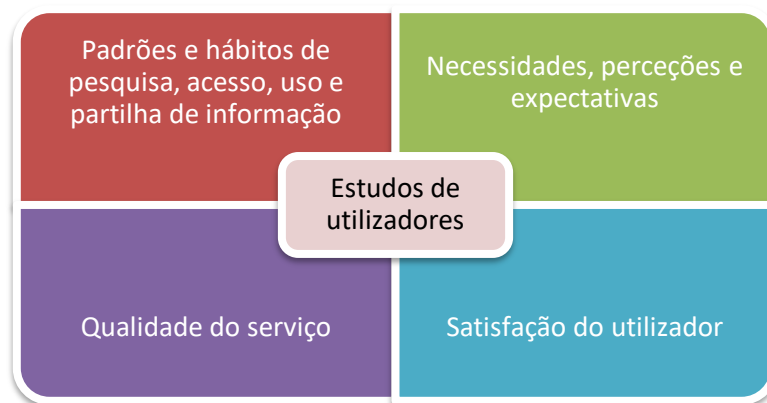 Padrões e hábitos de
pesquisa, acesso, uso e
partilha de informação
Necessidades, perceções e
expectativas
Estudos de
utilizadores
Qualidade do serviço
Satisfação do utilizador